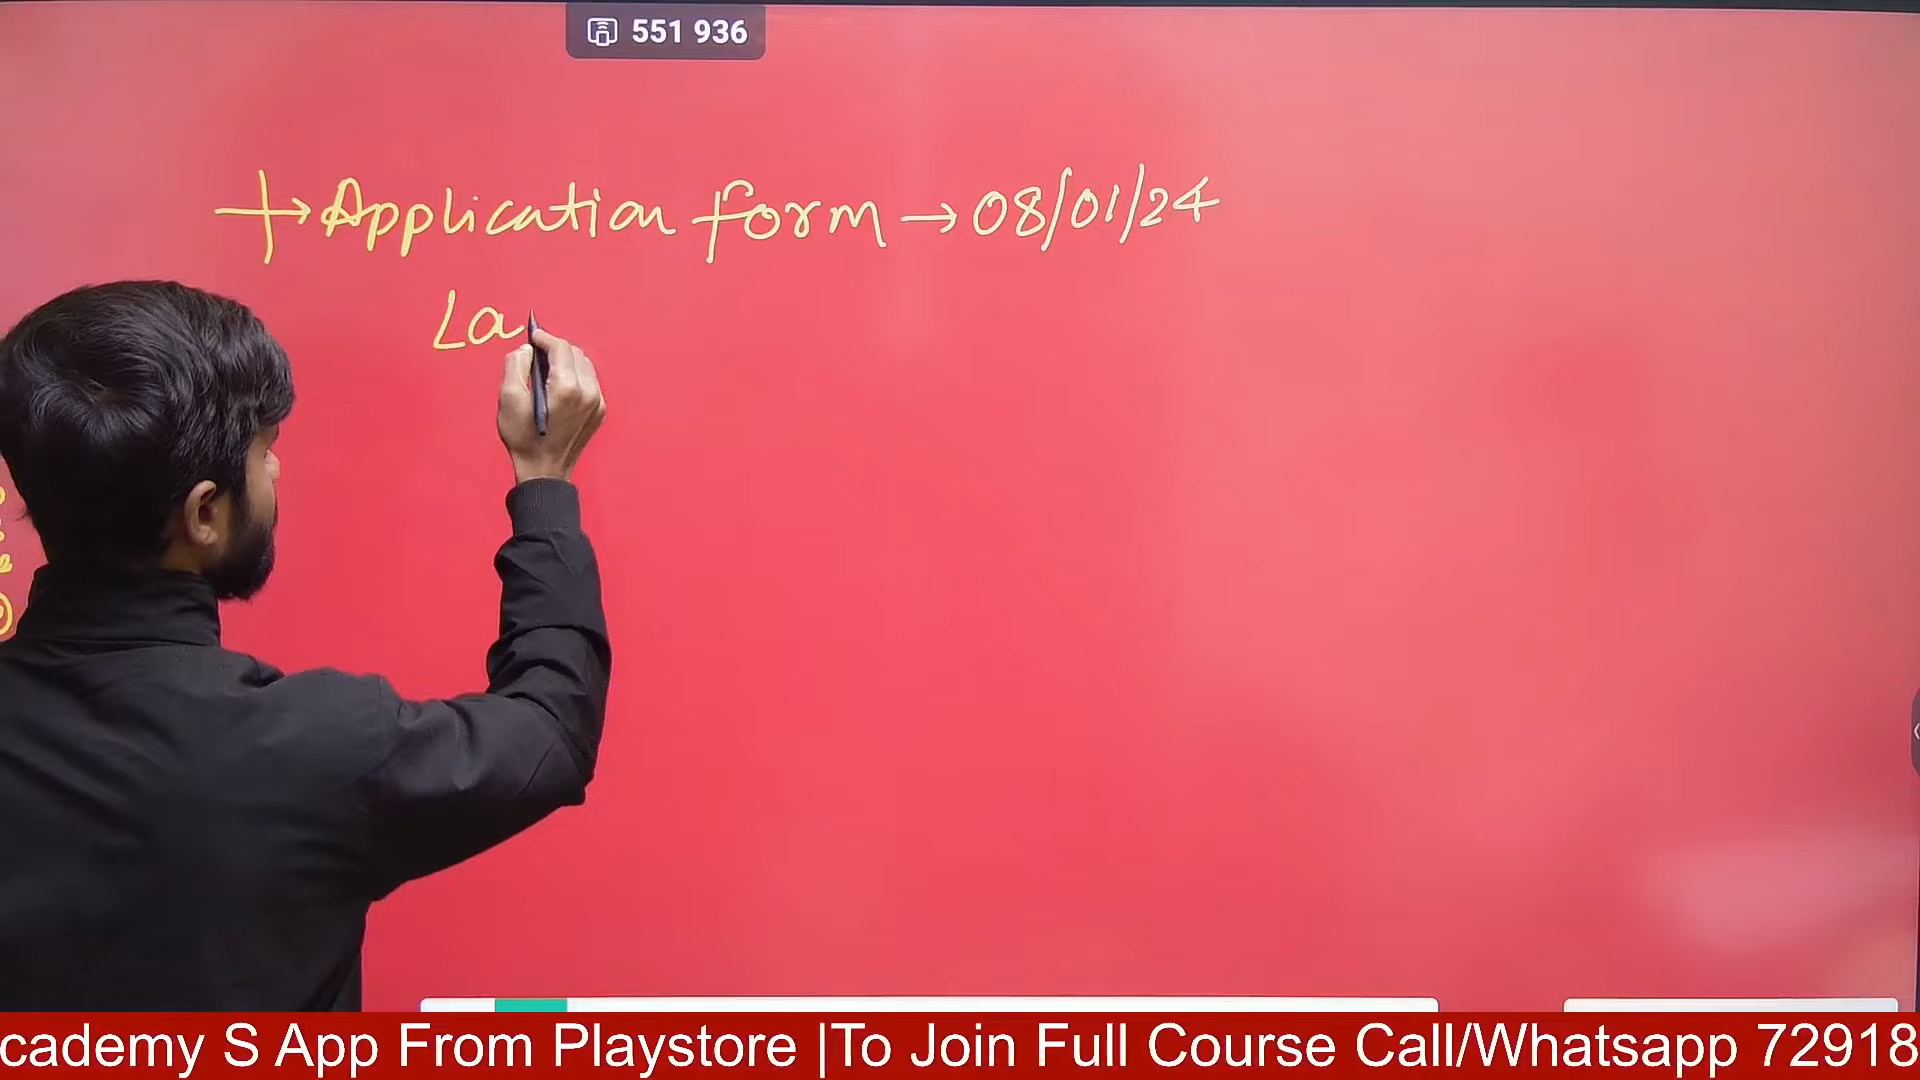 551 936
→ Application form → 08/01/24
La
cademy S App From Playstore |To Join Full Course Call/Whatsapp 72918